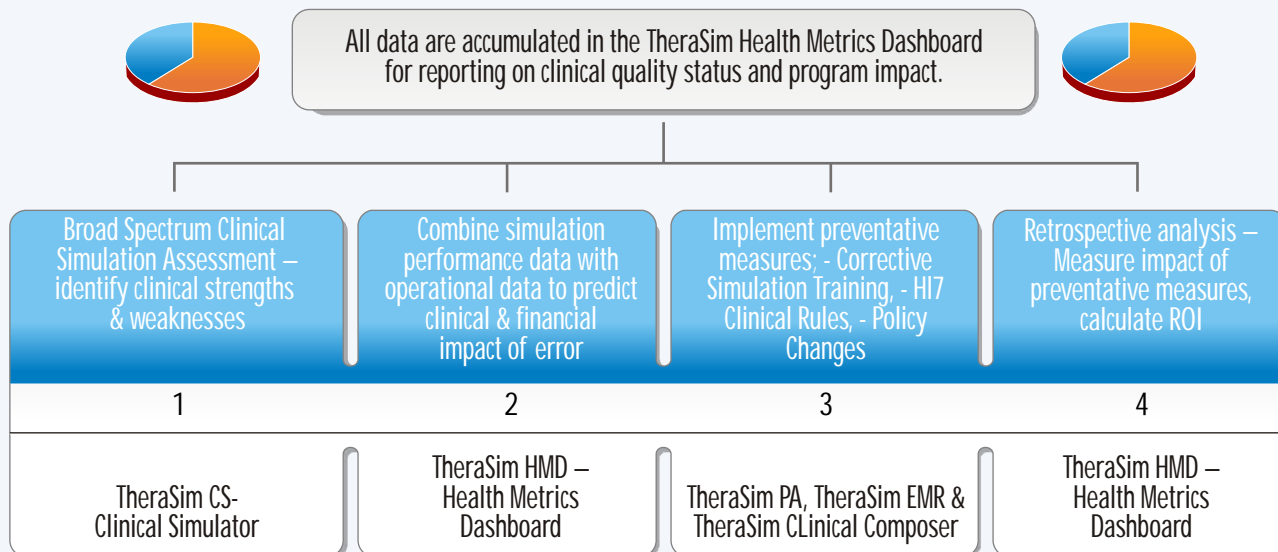 All data are accumulated in the TheraSim Health Metrics Dashboard
for reporting on clinical quality status and program impact.
Broad Spectrum Clinical
Simulation Assessment –
identify clinical strengths
& weaknesses
Combine simulation
performance data with
operational data to predict
clinical & financial
impact of error
Implement preventative
measures; - Corrective
Simulation Training, - HI7
Clinical Rules, - Policy
Changes
Retrospective analysis –
Measure impact of
preventative measures,
calculate ROI
1
2
3
4
TheraSim CS-
Clinical Simulator
TheraSim HMD –
Health Metrics
Dashboard
TheraSim PA, TheraSim EMR &
TheraSim CLinical Composer
TheraSim HMD –
Health Metrics
Dashboard